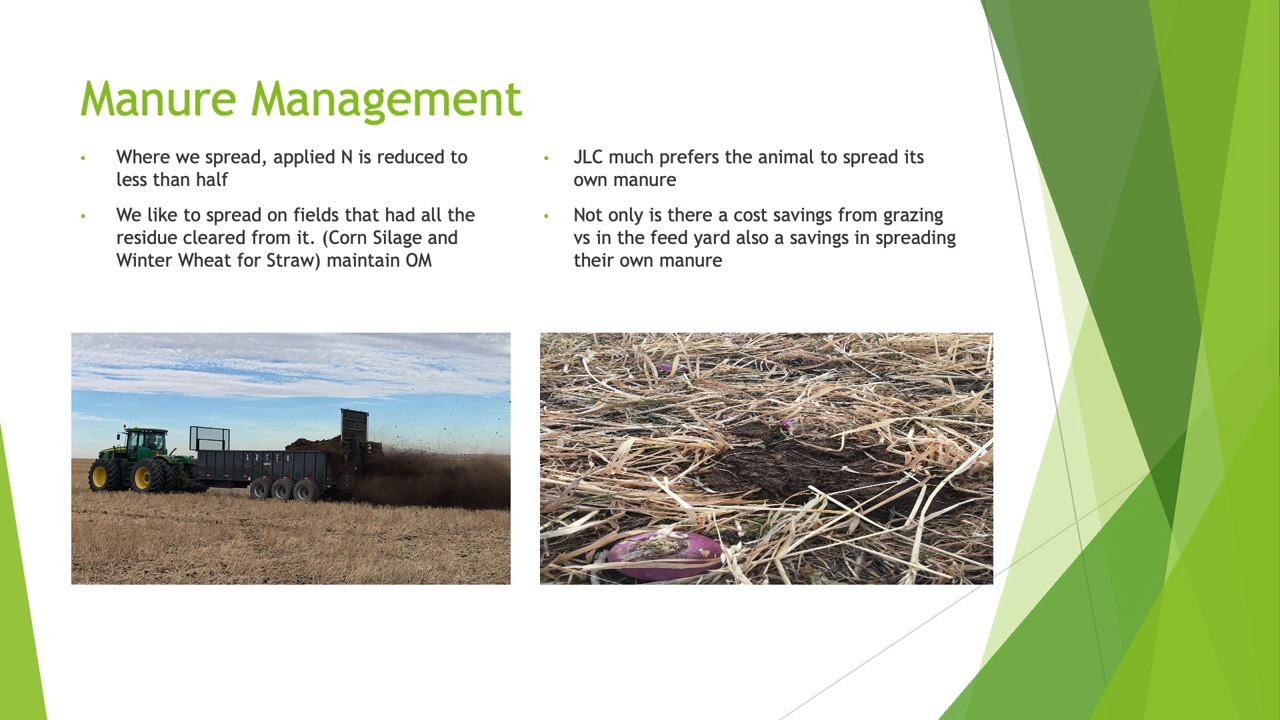 Manure Management
• Where we spread, applied N is reduced to
less than half
• We like to spread on fields that had all the
residue cleared from it. (Corn Silage and
Winter Wheat for Straw) maintain OM
• JLC much prefers the animal to spread its
own manure
• Not only is there a cost savings from grazing
vs in the feed yard also a savings in spreading
their own manure